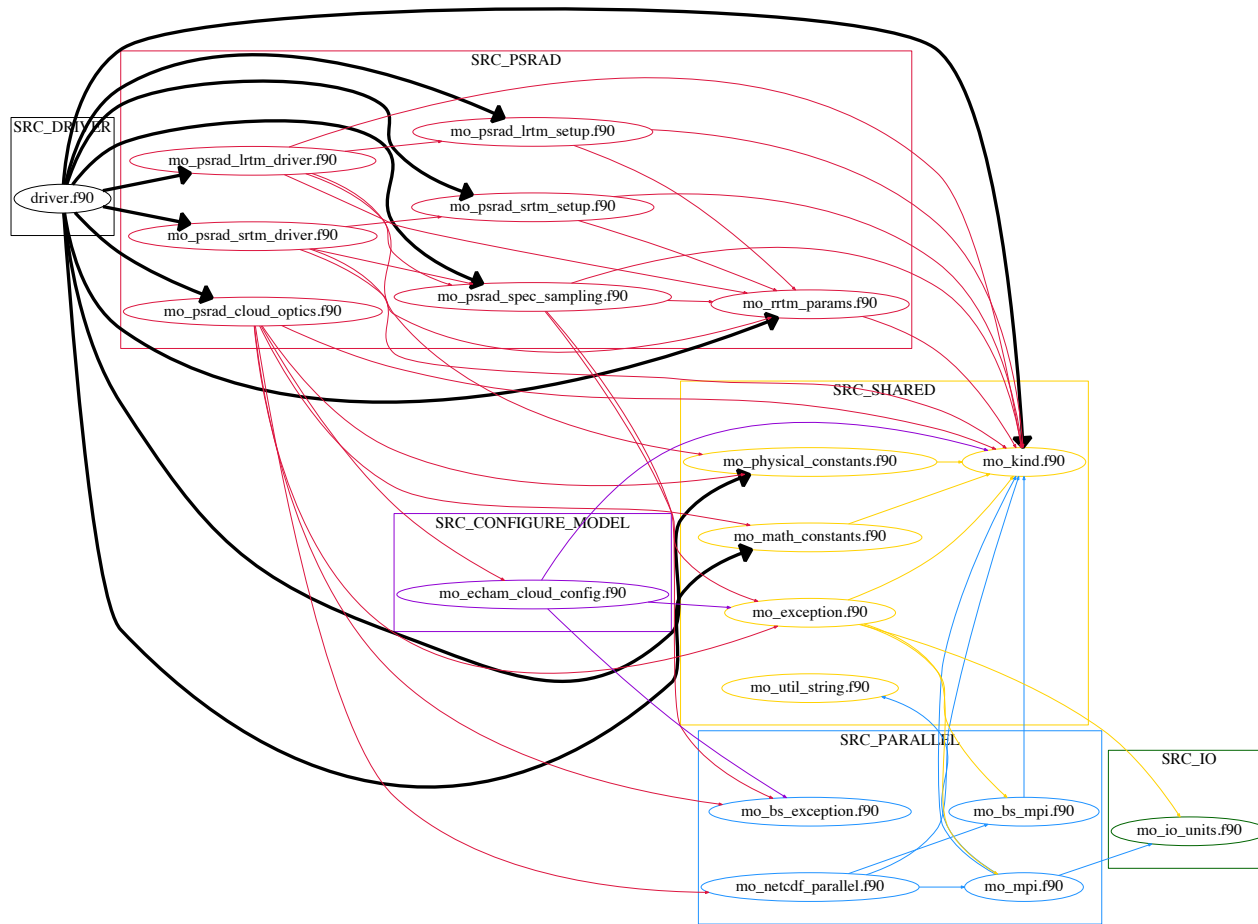 SRC_PSRAD
SRC_DRIVER
mo_psrad_lrtm_setup.f90
mo_psrad_lrtm_driver.f90
driver.f90
mo_psrad_srtm_setup.f90
mo_psrad_srtm_driver.f90
mo_psrad_spec_sampling.f90
mo_rrtm_params.f90
mo_psrad_cloud_optics.f90
SRC_SHARED
mo_physical_constants.f90
mo_kind.f90
SRC_CONFIGURE_MODEL
mo_math_constants.f90
mo_echam_cloud_config.f90
mo_exception.f90
mo_util_string.f90
SRC_PARALLEL
SRC_IO
mo_bs_exception.f90
mo_bs_mpi.f90
mo_io_units.f90
mo_netcdf_parallel.f90
mo_mpi.f90